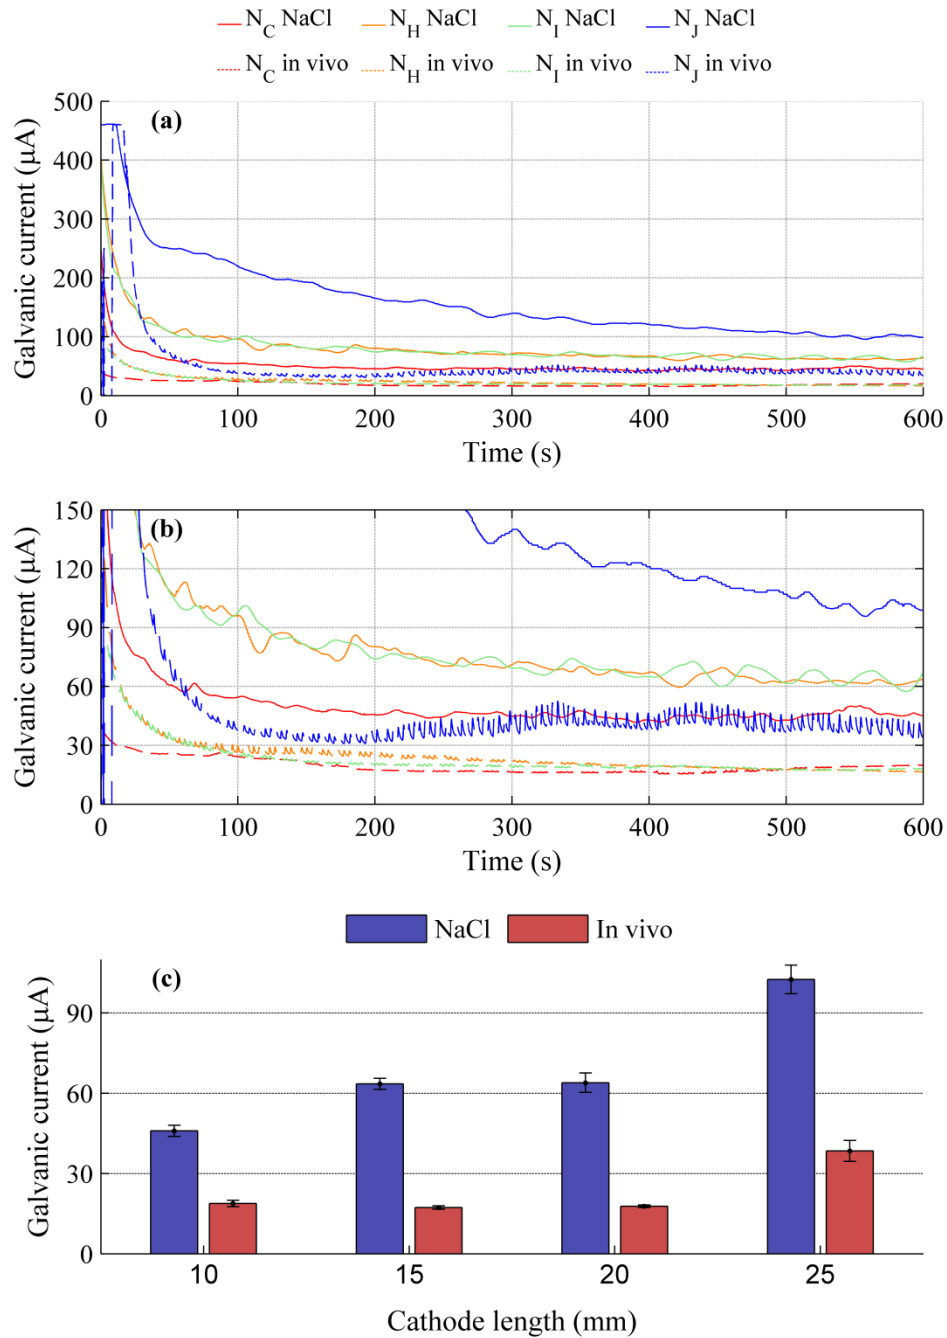 N_C NaCl N_H NaCl N_I NaCl N_J NaCl
N_C in vivo N_H in vivo N_I in vivo N_J in vivo
(a)
Galvanic current (μA)
500
400
300
200
100
0
0 100 200 300 400 500 600
Time (s)
(b)
Galvanic current (μA)
150
120
90
60
30
0
0 100 200 300 400 500 600
Time (s)
NaCl In vivo
(c)
Galvanic current (μA)
90
60
30
0
10 15 20 25
Cathode length (mm)